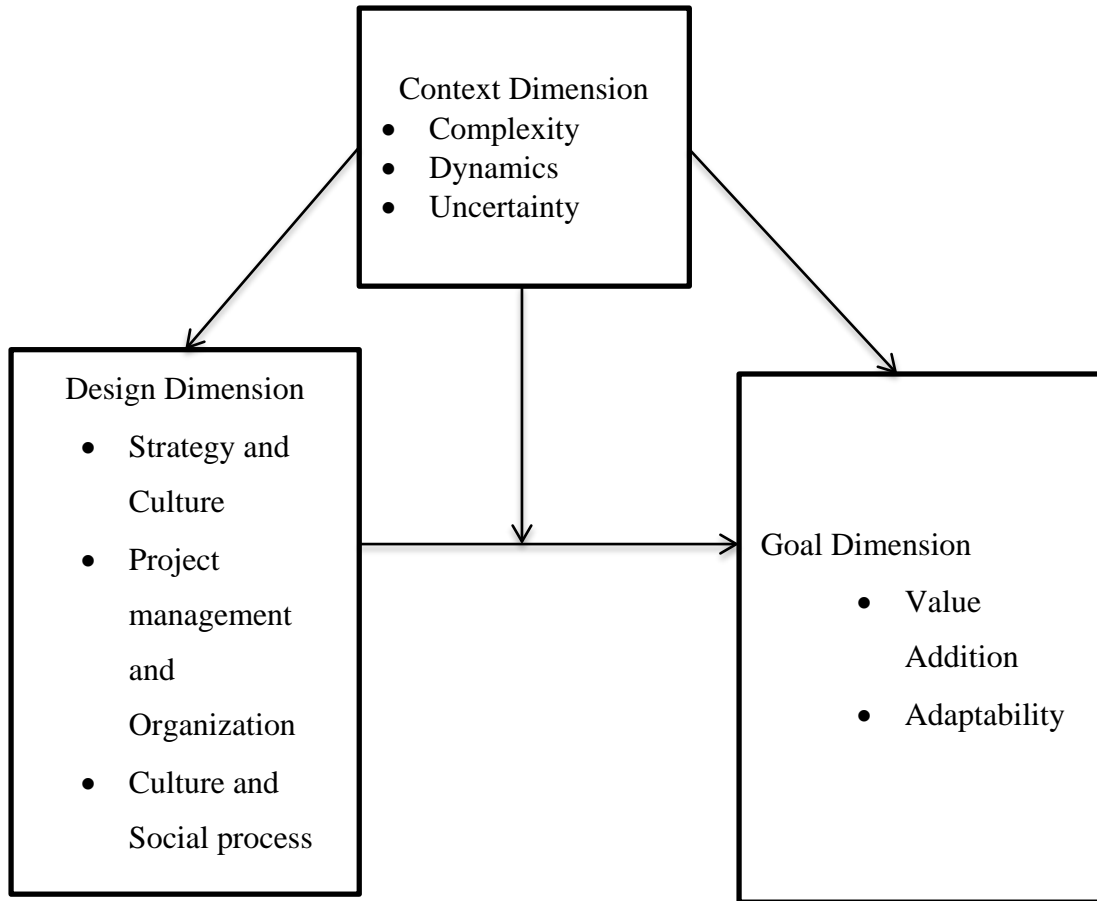 Context Dimension
• Complexity
• Dynamics
• Uncertainty
Design Dimension
• Strategy and
Culture
• Project
management
and
Organization
• Culture and
Social process
Goal Dimension
• Value
Addition
• Adaptability